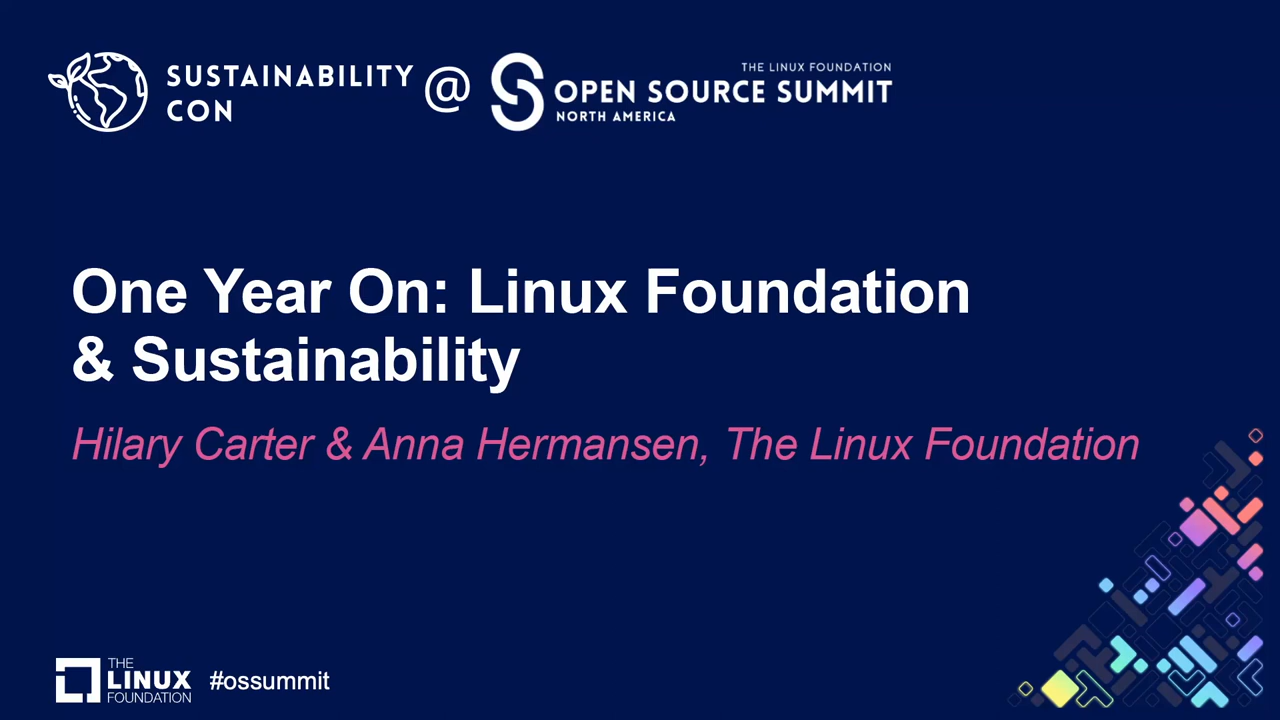 SUSTAINABILITY
CON
@
THE LINUX FOUNDATION
OPEN SOURCE SUMMIT
NORTH AMERICA
One Year On: Linux Foundation
& Sustainability
Hilary Carter & Anna Hermansen, The Linux Foundation
THE
LINUX
FOUNDATION
#ossummit